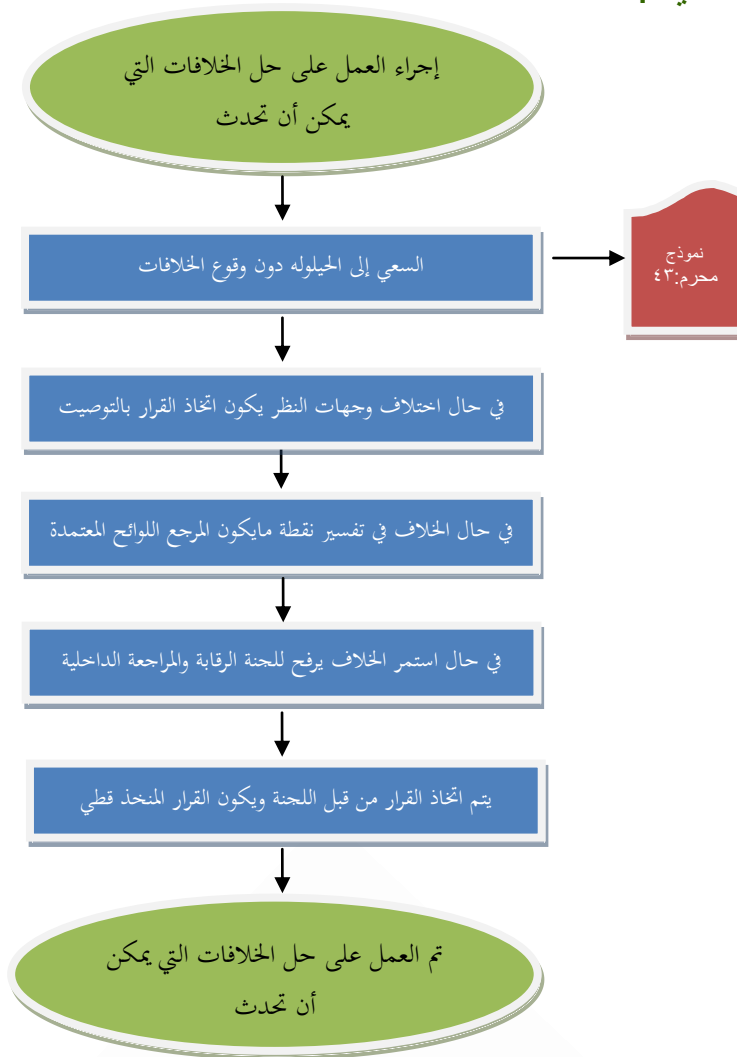 إجراء العمل على حل الخلافات التي
يمكن أن تحدث
السعي إلى الحيلوله دون وقوع الخلافات
نموذج
محرم:٤٣
في حال اختلاف وجهات النظر يكون اتخاذ القرار بالتوصيت
في حال الخلاف في تفسير نقطة مايكون المرجع اللوائح المعتمدة
في حال استمر الخلاف يرفح للجنة الرقابة والمراجعة الداخلية
يتم اتخاذ القرار من قبل اللجنة ويكون القرار المنخذ قطي
تم العمل على حل الخلافات التي يمكن
أن تحدث